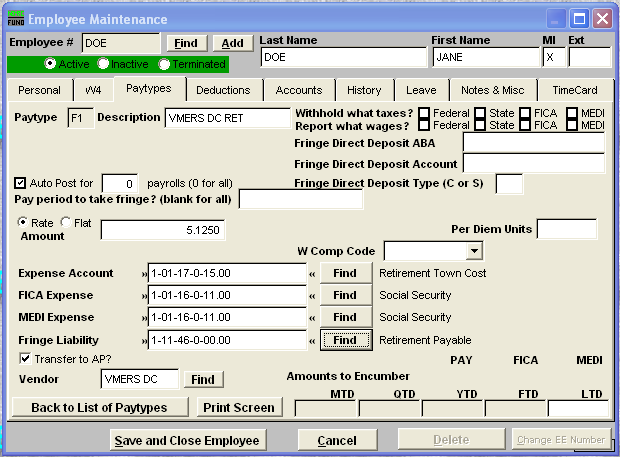 FUND Employee Maintenance
Employee # DOE Find Add Last Name First Name MI Ext
DOE JANE X
Active Inactive Terminated
Personal W4 Paytypes Deductions Accounts History Leave Notes & Misc TimeCard
Paytype F1 Description VMERS DC RET Withhold what taxes? Federal State FICA MEDI
Report what wages? Federal State FICA MEDI
Fringe Direct Deposit ABA
Fringe Direct Deposit Account
Auto Post for 0 payrolls (0 for all) Fringe Direct Deposit Type (C or S)
Pay period to take fringe? (blank for all)
Rate Flat
Amount 5.1250 Per Diem Units
W Comp Code
Expense Account » 1-01-17-0-15.00 « Find Retirement Town Cost
FICA Expense » 1-01-16-0-11.00 « Find Social Security
MEDI Expense » 1-01-16-0-11.00 « Find Social Security
Fringe Liability » 1-11-46-0-00.00 « Find Retirement Payable
Transfer to AP? PAY FICA MEDI
Vendor VMERS DC Find Amounts to Encumber
MTD QTD YTD FTD LTD
Back to List of Paytypes Print Screen
Save and Close Employee Cancel Delete Change EE Number